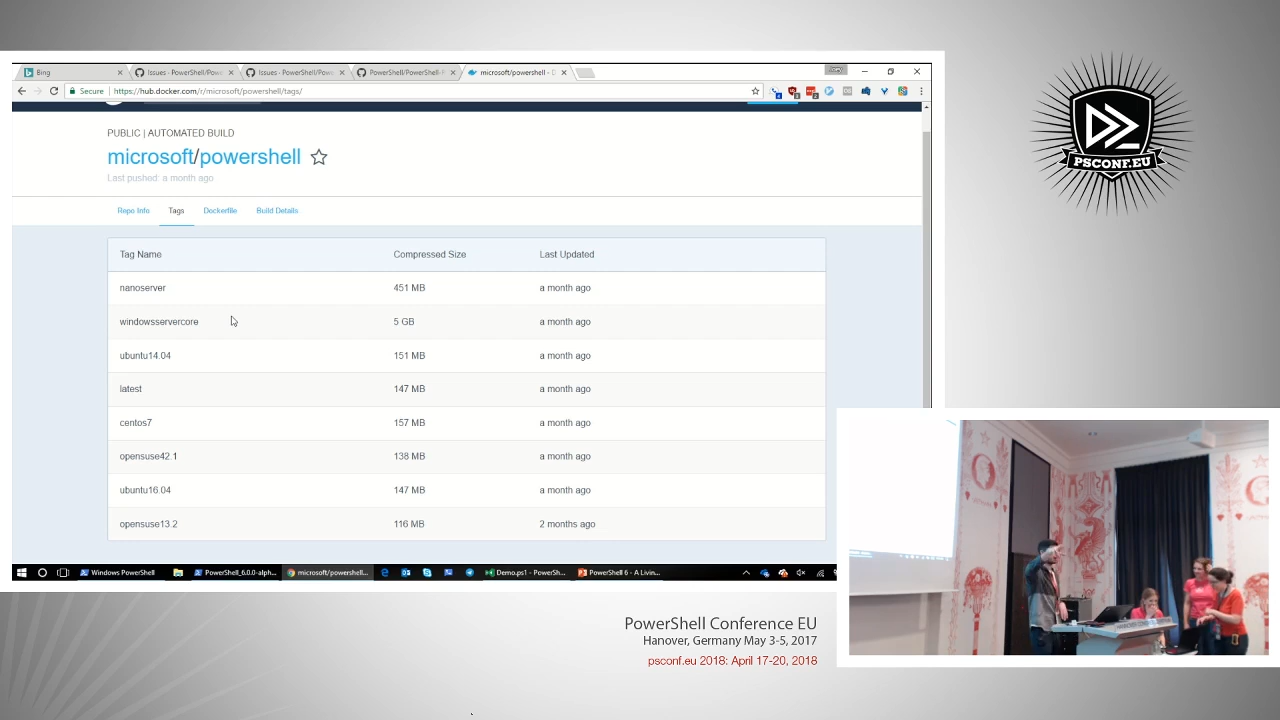 Bing
Issues · PowerShell/Pow
Issues · PowerShell/Pow
PowerShell/PowerShell-
microsoft/powershell - D
Secure
https://hub.docker.com/r/microsoft/powershell/tags/
PUBLIC | AUTOMATED BUILD
microsoft/powershell
Last pushed: a month ago
Repo Info Tags Dockerfile Build Details
Tag Name Compressed Size Last Updated
nanoserver 451 MB a month ago
windowsservercore 5 GB a month ago
ubuntu14.04 151 MB a month ago
latest 147 MB a month ago
centos7 157 MB a month ago
opensuse42.1 138 MB a month ago
ubuntu16.04 147 MB a month ago
opensuse13.2 116 MB 2 months ago
Windows PowerShell
PowerShell_6.0.0-alph...
microsoft/powershell...
Demo.ps1 - PowerSh...
PowerShell 6 - A Livin...
PSCONF.EU
PowerShell Conference EU
Hanover, Germany May 3-5, 2017
psconf.eu 2018: April 17-20, 2018